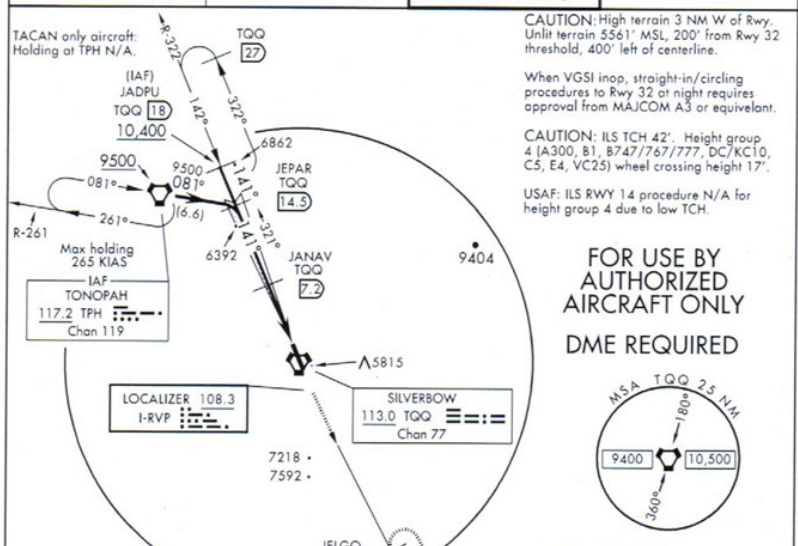 TACAN only aircraft:
Holding at TPH N/A.
R-322
TQQ
27
(IAF)
JADPU
TQQ 18
10,400
142°
322°
6862
9500
081°
9500
081°
141°
JEPAR
TQQ
14.5
261°
(6.6)
R-261
321°
141°
6392
Max holding
265 KIAS
JANAV
TQQ
7.2
9404
IAF
TONOPAH
117.2 TPH
Chan 119
5815
LOCALIZER 108.3
I-RVP
SILVERBOW
113.0 TQQ
Chan 77
7218
7592
CAUTION: High terrain 3 NM W of Rwy.
Unlit terrain 5561' MSL, 200' from Rwy 32
threshold, 400' left of centerline.
When VGSI inop, straight-in/circling
procedures to Rwy 32 at night requires
approval from MAJCOM A3 or equivelant.
CAUTION: ILS TCH 42'. Height group
4 (A300, B1, B747/767/777, DC/KC10,
C5, E4, VC25) wheel crossing height 17'.
USAF: ILS RWY 14 procedure N/A for
height group 4 due to low TCH.
FOR USE BY
AUTHORIZED
AIRCRAFT ONLY
DME REQUIRED
MSA TQQ 25 NM
180°
9400
10,500
360°